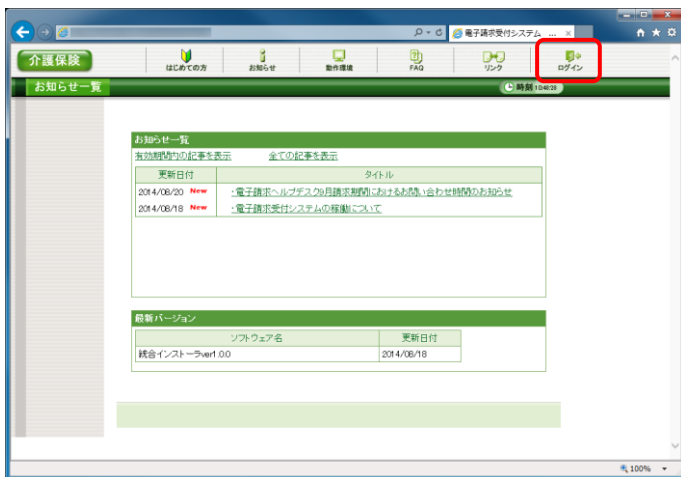 電子請求受付システム ...
介護保険
はじめての方
お知らせ
動作環境
FAQ
リンク
ログイン
お知らせ一覧
時刻 10:48:28
お知らせ一覧
有効期間内の記事を表示 全ての記事を表示
更新日付 タイトル
2014/08/20 New ・電子請求ヘルプデスク9月請求期間におけるお問い合わせ時間のお知らせ
2014/08/18 New ・電子請求受付システムの稼働について
最新バージョン
ソフトウェア名 更新日付
統合インストーラver1.0.0 2014/08/18
100%